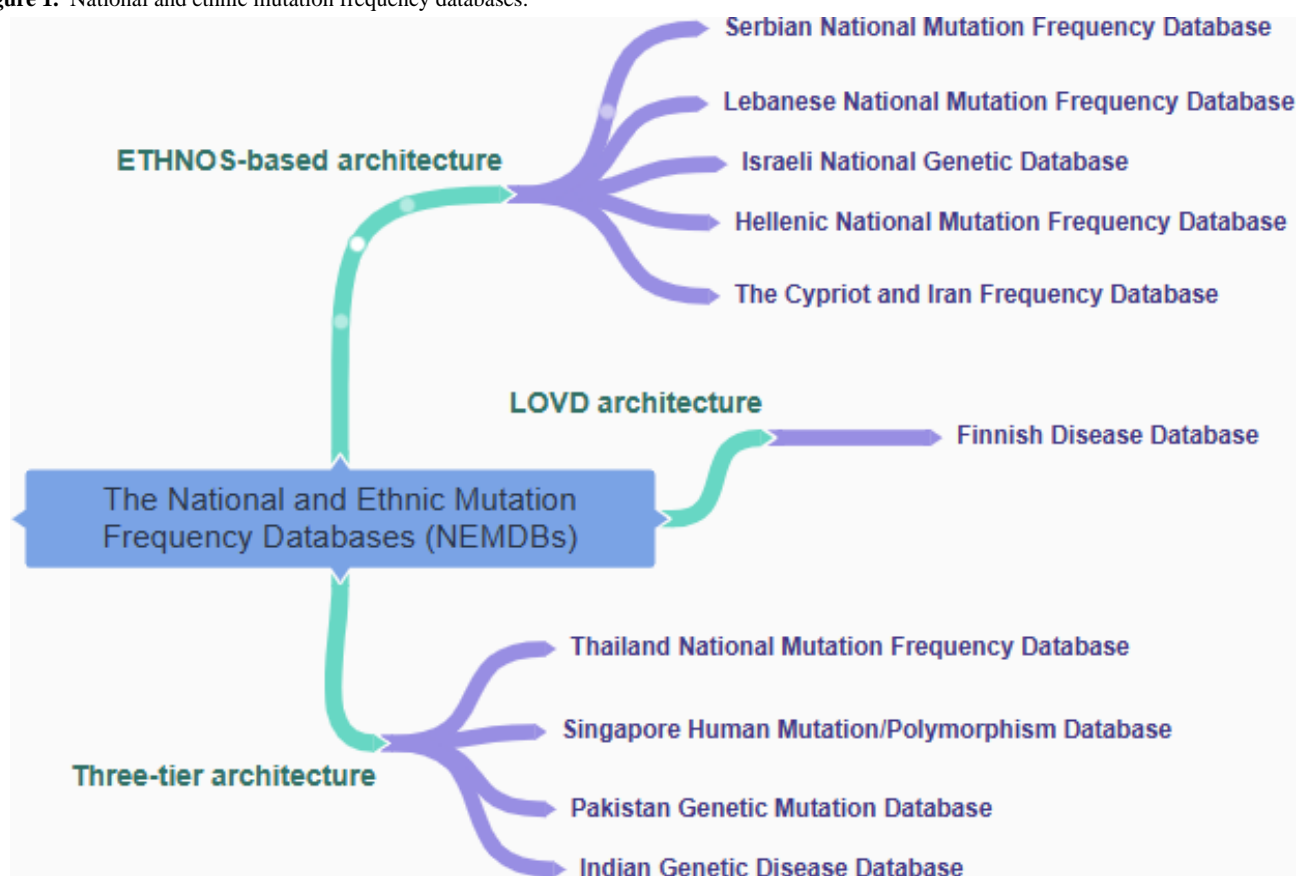 gure 1. National and ethnic mutation frequency databases.
Serbian National Mutation Frequency Database
Lebanese National Mutation Frequency Database
ETHNOS-based architecture
Israeli National Genetic Database
Hellenic National Mutation Frequency Database
The Cypriot and Iran Frequency Database
LOVD architecture
Finnish Disease Database
The National and Ethnic Mutation
Frequency Databases (NEMDBs)
Thailand National Mutation Frequency Database
Singapore Human Mutation/Polymorphism Database
Three-tier architecture
Pakistan Genetic Mutation Database
Indian Genetic Disease Database